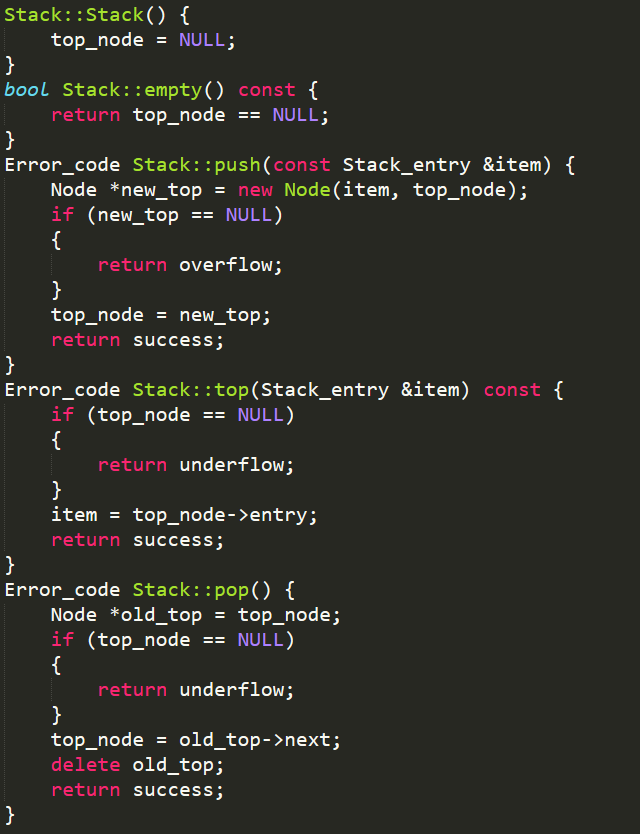 Stack::Stack() {
    top_node = NULL;
}
bool Stack::empty() const {
    return top_node == NULL;
}
Error_code Stack::push(const Stack_entry &item) {
    Node *new_top = new Node(item, top_node);
    if (new_top == NULL)
    {
        return overflow;
    }
    top_node = new_top;
    return success;
}
Error_code Stack::top(Stack_entry &item) const {
    if (top_node == NULL)
    {
        return underflow;
    }
    item = top_node->entry;
    return success;
}
Error_code Stack::pop() {
    Node *old_top = top_node;
    if (top_node == NULL)
    {
        return underflow;
    }
    top_node = old_top->next;
    delete old_top;
    return success;
}